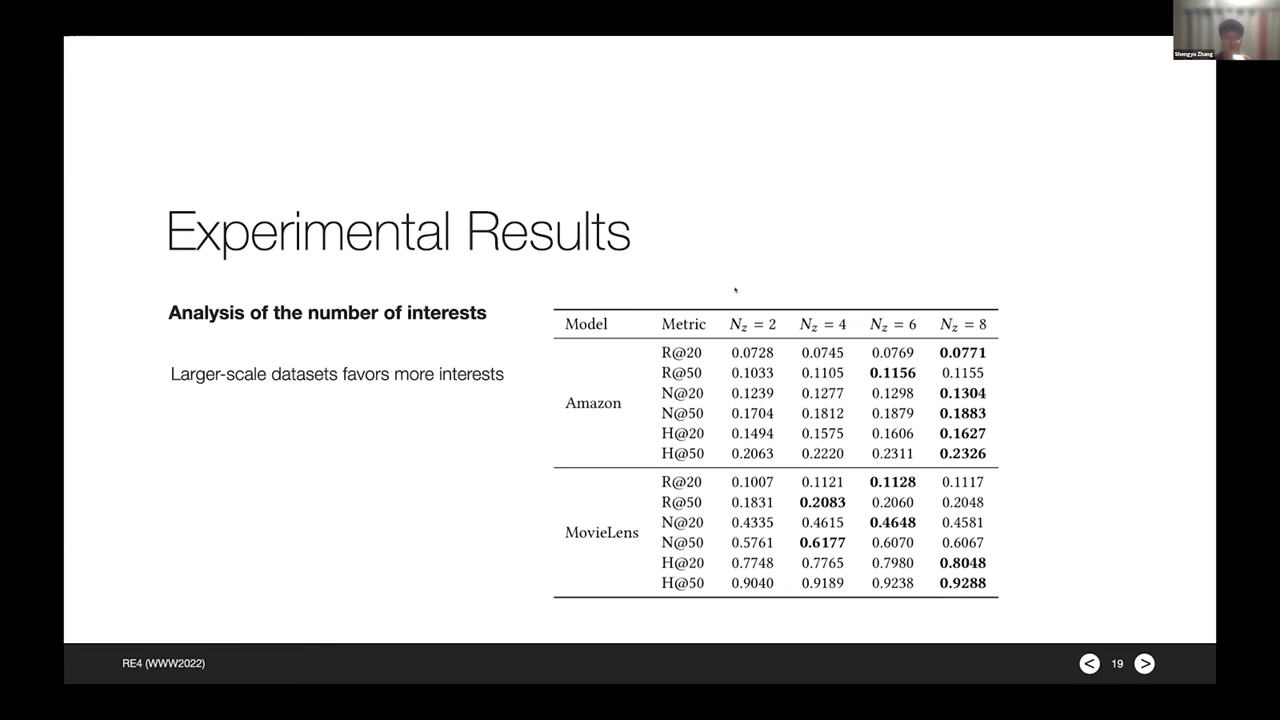 Shengyu Zhang
Experimental Results
Analysis of the number of interests
Larger-scale datasets favors more interests
Model Metric N_z = 2 N_z = 4 N_z = 6 N_z = 8
Amazon
R@20 0.0728 0.0745 0.0769 0.0771
R@50 0.1033 0.1105 0.1156 0.1155
N@20 0.1239 0.1277 0.1298 0.1304
N@50 0.1704 0.1812 0.1879 0.1883
H@20 0.1494 0.1575 0.1606 0.1627
H@50 0.2063 0.2220 0.2311 0.2326
MovieLens
R@20 0.1007 0.1121 0.1128 0.1117
R@50 0.1831 0.2083 0.2060 0.2048
N@20 0.4335 0.4615 0.4648 0.4581
N@50 0.5761 0.6177 0.6070 0.6067
H@20 0.7748 0.7765 0.7980 0.8048
H@50 0.9040 0.9189 0.9238 0.9288
RE4 (WWW2022)
< 19 >